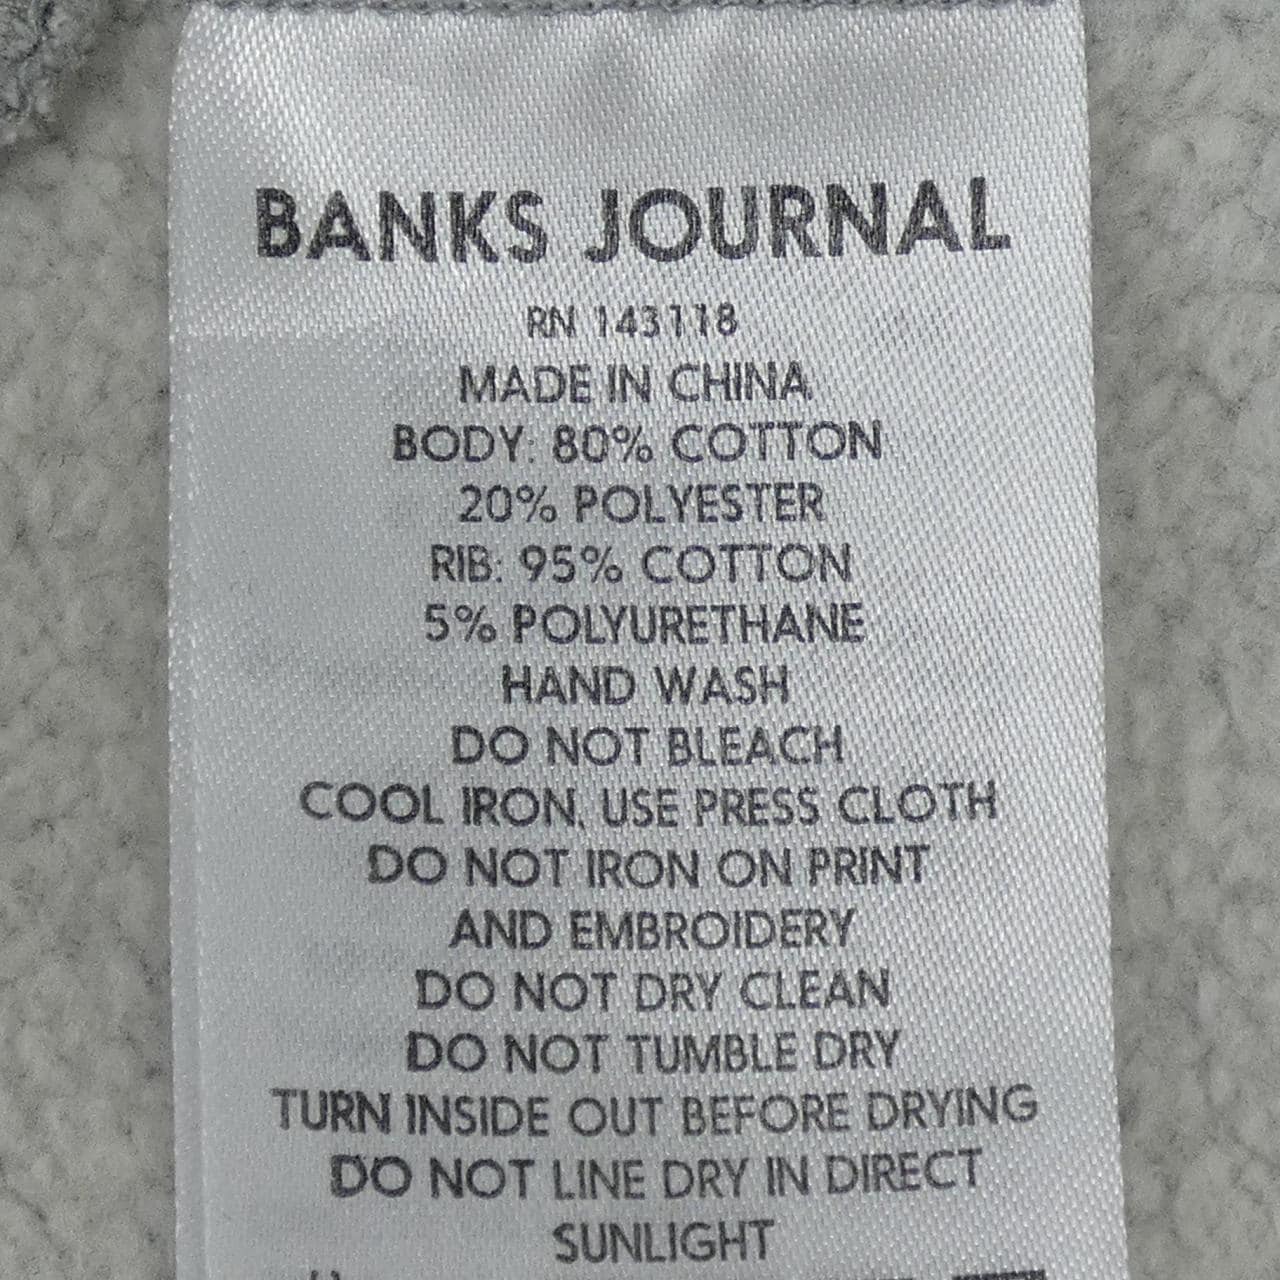 BANKS JOURNAL
RN 143118
MADE IN CHINA
BODY: 80% COTTON
20% POLYESTER
RIB: 95% COTTON
5% POLYURETHANE
HAND WASH
DO NOT BLEACH
COOL IRON, USE PRESS CLOTH
DO NOT IRON ON PRINT
AND EMBROIDERY
DO NOT DRY CLEAN
DO NOT TUMBLE DRY
TURN INSIDE OUT BEFORE DRYING
DO NOT LINE DRY IN DIRECT
SUNLIGHT